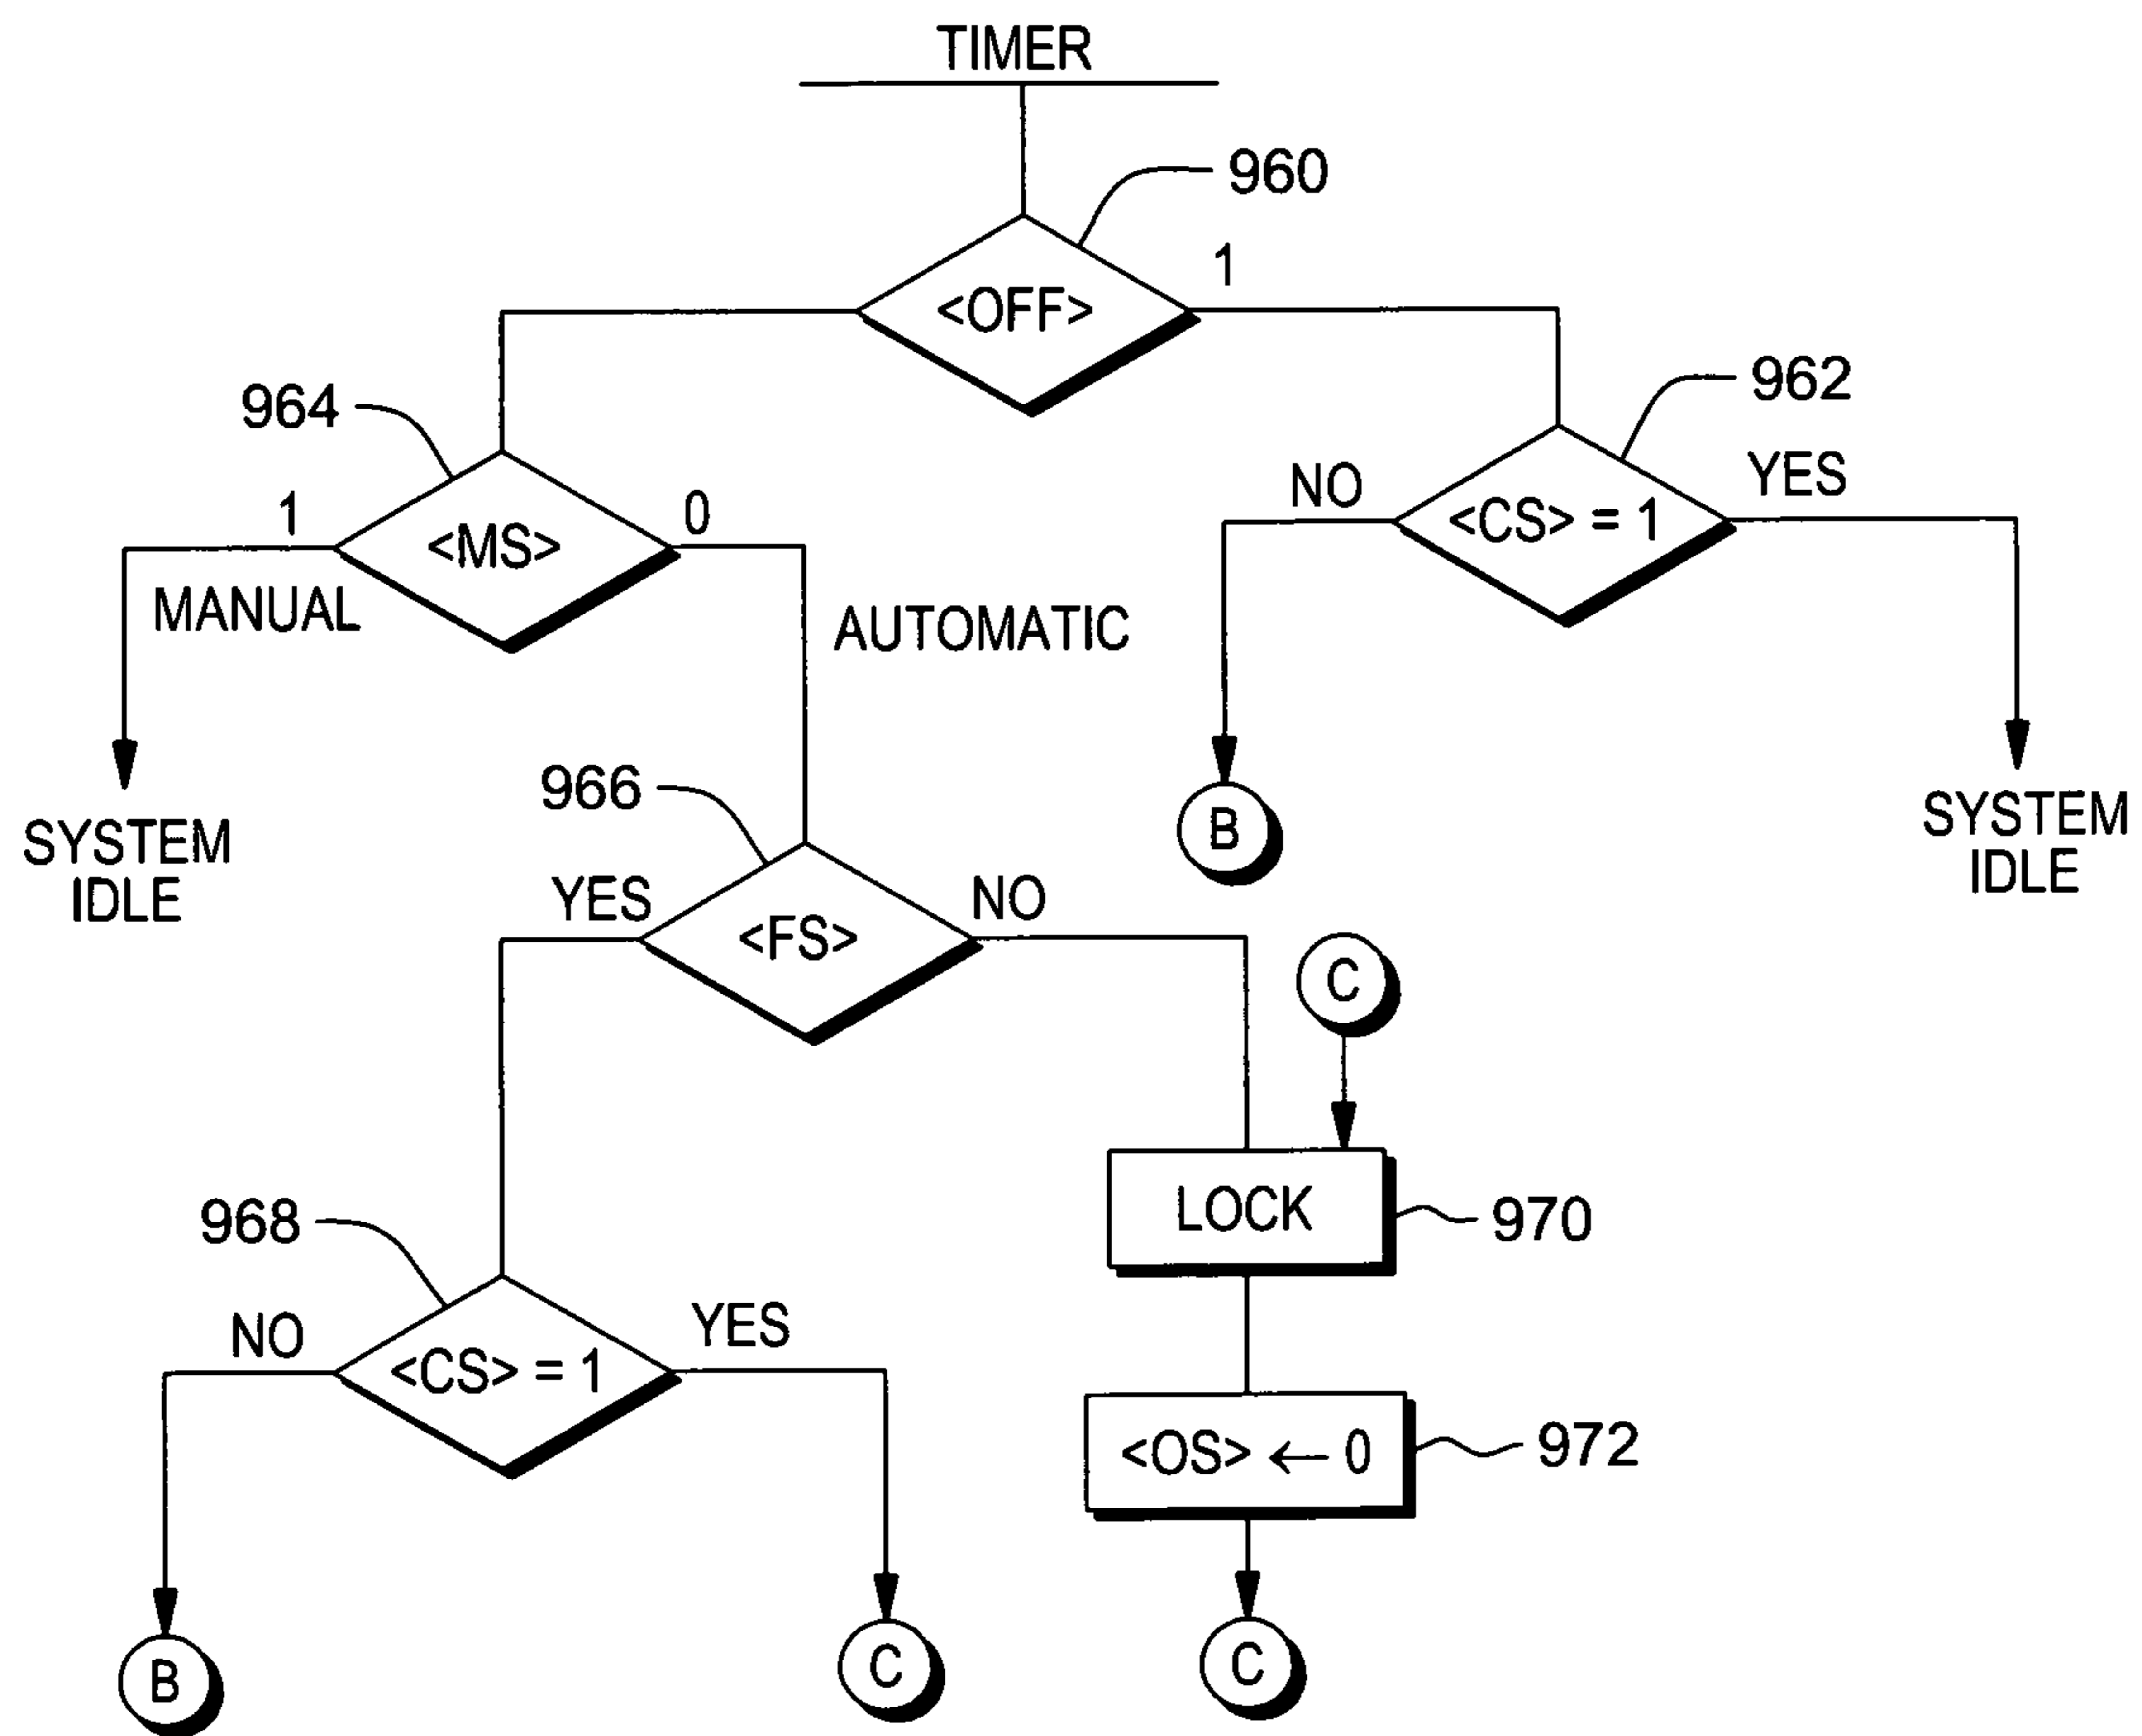 TIMER
960
1
<OFF>
964
962
1
0
<MS>
NO
YES
<CS> = 1
MANUAL
AUTOMATIC
966
B
SYSTEM
IDLE
SYSTEM
IDLE
YES
NO
<FS>
C
968
LOCK
970
NO
YES
<CS> = 1
<OS> ← 0
972
B
C
C